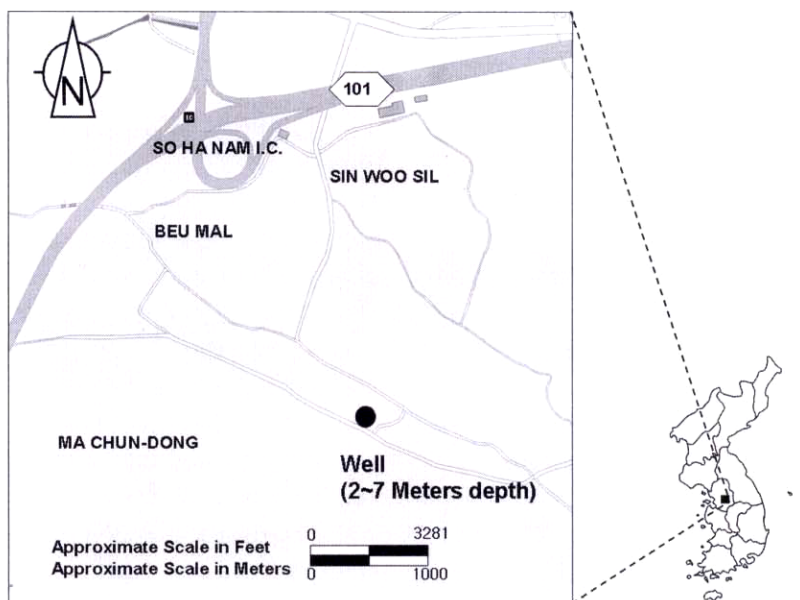 N
101
SO HA NAM I.C.
SIN WOO SIL
BEU MAL
MA CHUN-DONG
Well
(2~7 Meters depth)
0 3281
Approximate Scale in Feet
Approximate Scale in Meters
0 1000